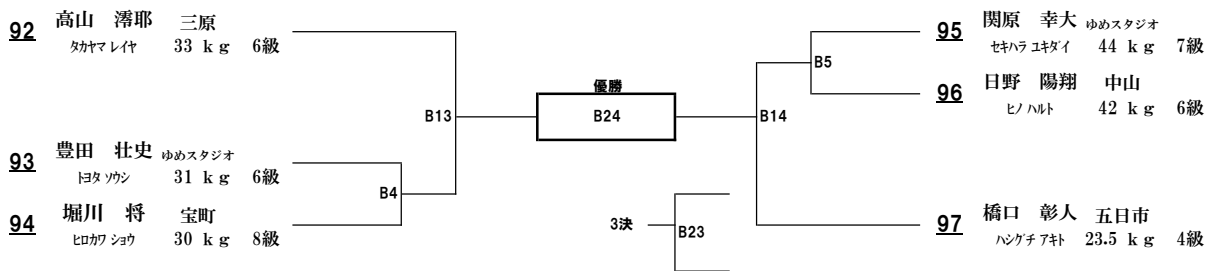 92 高山 澪耶 三原
タカヤマ レイヤ 33 kg 6級
93 豊田 壮史 ゆめスタジオ
トヨタ ソウシ 31 kg 6級
94 堀川 将 宝町
ヒロカワ ショウ 30 kg 8級
B4
B13
優勝
B24
3決
B23
B14
B5
95 関原 幸大 ゆめスタジオ
セキハラ ユキダイ 44 kg 7級
96 日野 陽翔 中山
ヒノ ハルト 42 kg 6級
97 橋口 彰人 五日市
ハシグチ アキト 23.5 kg 4級